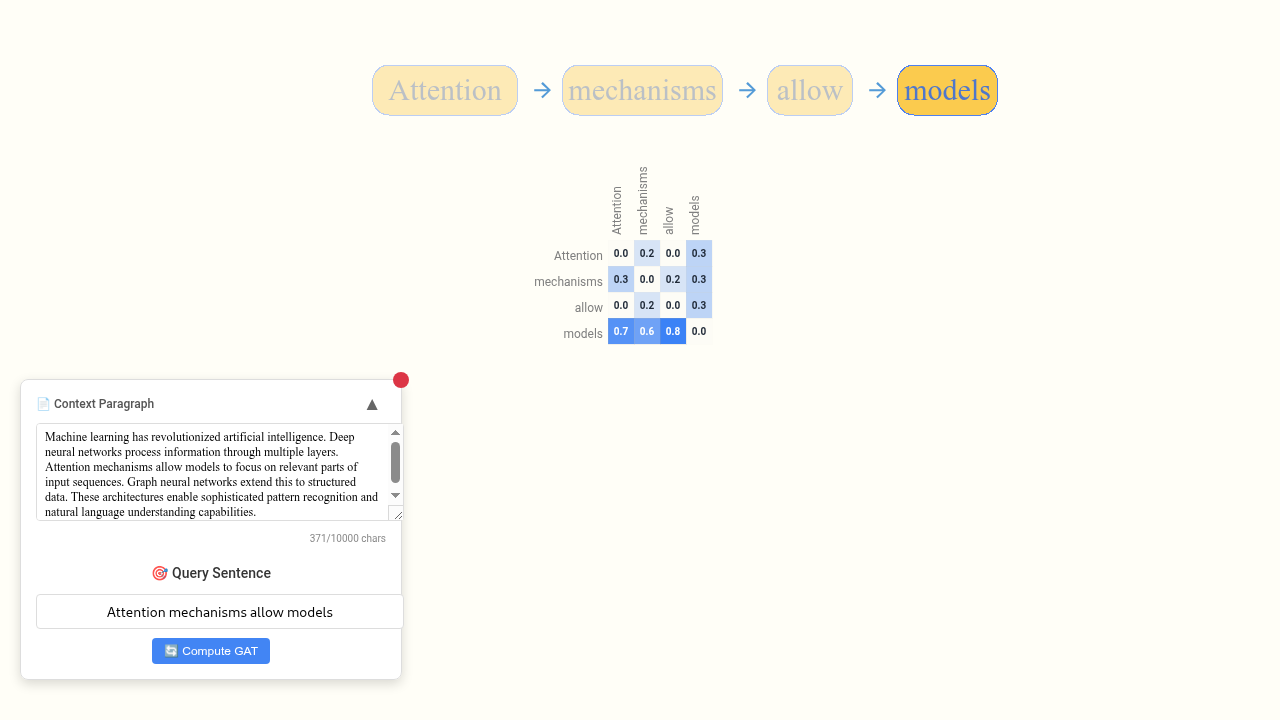 Attention → mechanisms → allow → models
Attention mechanisms allow models
Attention 0.0 0.2 0.0 0.3
mechanisms 0.3 0.0 0.2 0.3
allow 0.0 0.2 0.0 0.3
models 0.7 0.6 0.8 0.0
📄 Context Paragraph ▲
Machine learning has revolutionized artificial intelligence. Deep
neural networks process information through multiple layers.
Attention mechanisms allow models to focus on relevant parts of
input sequences. Graph neural networks extend this to structured
data. These architectures enable sophisticated pattern recognition and
natural language understanding capabilities.
371/10000 chars
🎯 Query Sentence
Attention mechanisms allow models
🔄 Compute GAT